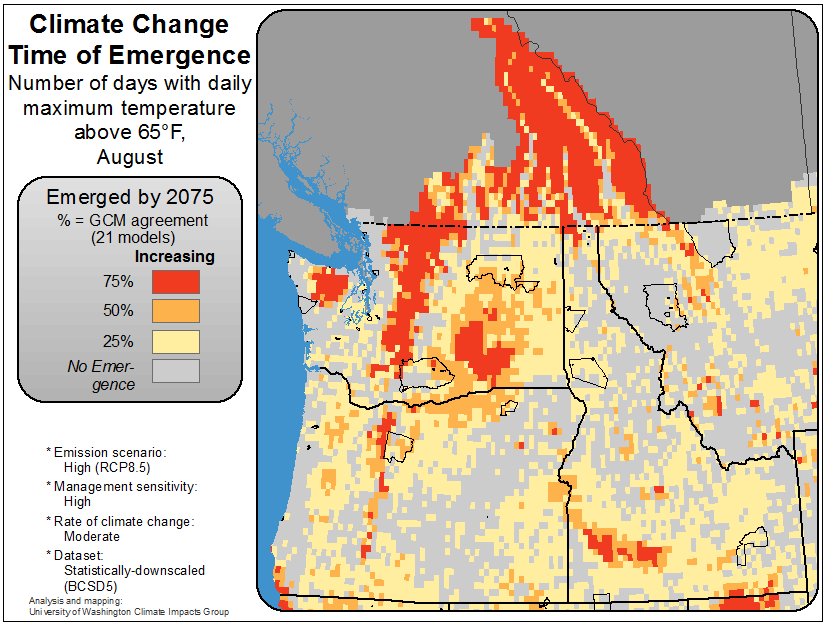 Climate Change
Time of Emergence
Number of days with daily
maximum temperature
above 65°F,
August
Emerged by 2075
% = GCM agreement
(21 models)
Increasing
75%
50%
25%
No Emer-
gence
* Emission scenario:
High (RCP8.5)
* Management sensitivity:
High
* Rate of climate change:
Moderate
* Dataset:
Statistically-downscaled
(BCSD5)
Analysis and mapping:
University of Washington Climate Impacts Group